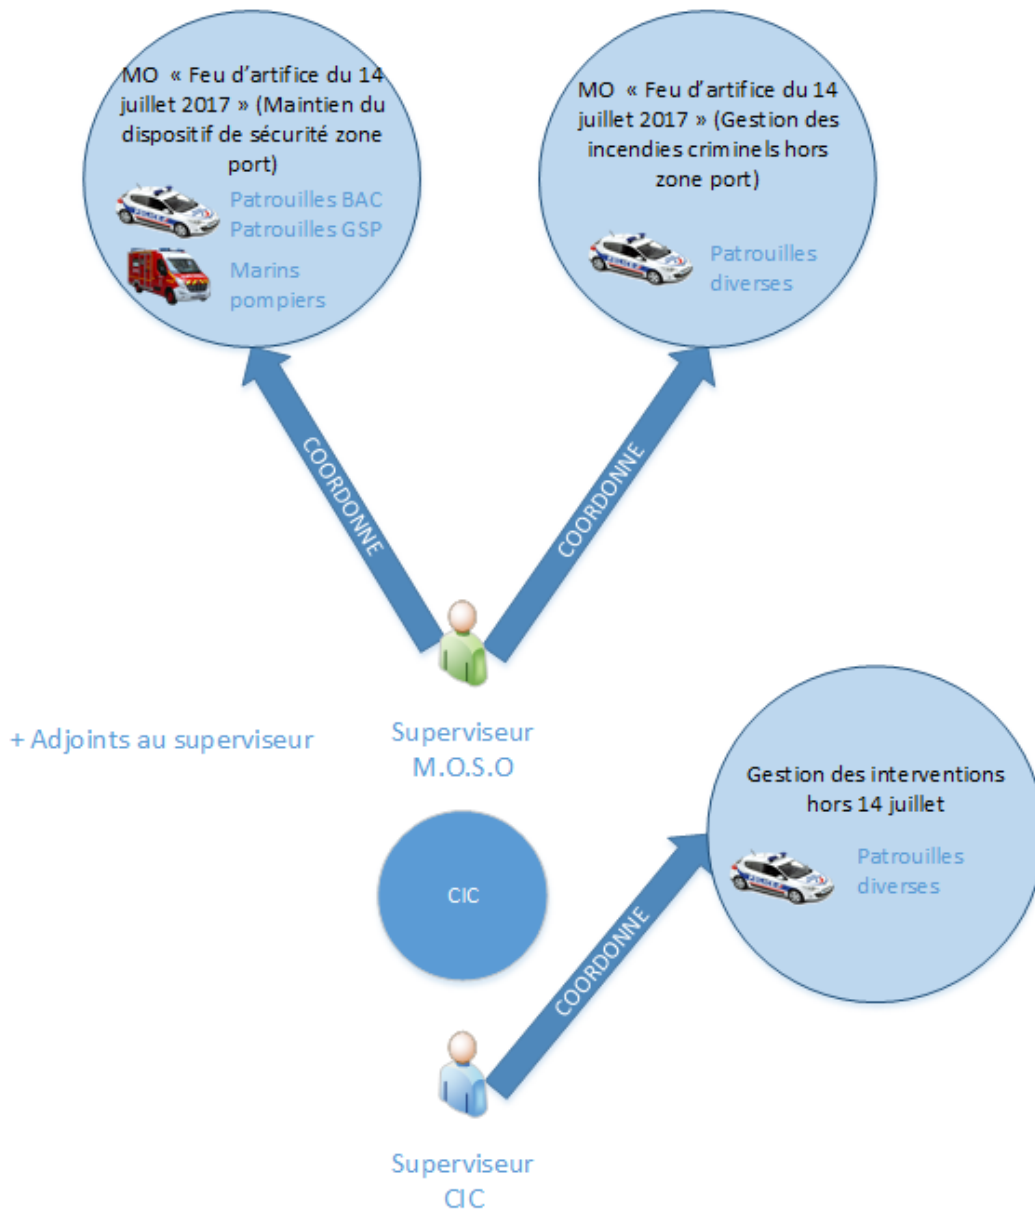 MO « Feu d'artifice du 14
juillet 2017 » (Maintien du
dispositif de sécurité zone
port)
Patrouilles BAC
Patrouilles GSP
Marins
pompiers
MO « Feu d'artifice du 14
juillet 2017 » (Gestion des
incendies criminels hors
zone port)
Patrouilles
diverses
COORDONNE
COORDONNE
+ Adjoints au superviseur
Superviseur
M.O.S.O
Gestion des interventions
hors 14 juillet
Patrouilles
diverses
CIC
COORDONNE
Superviseur
CIC